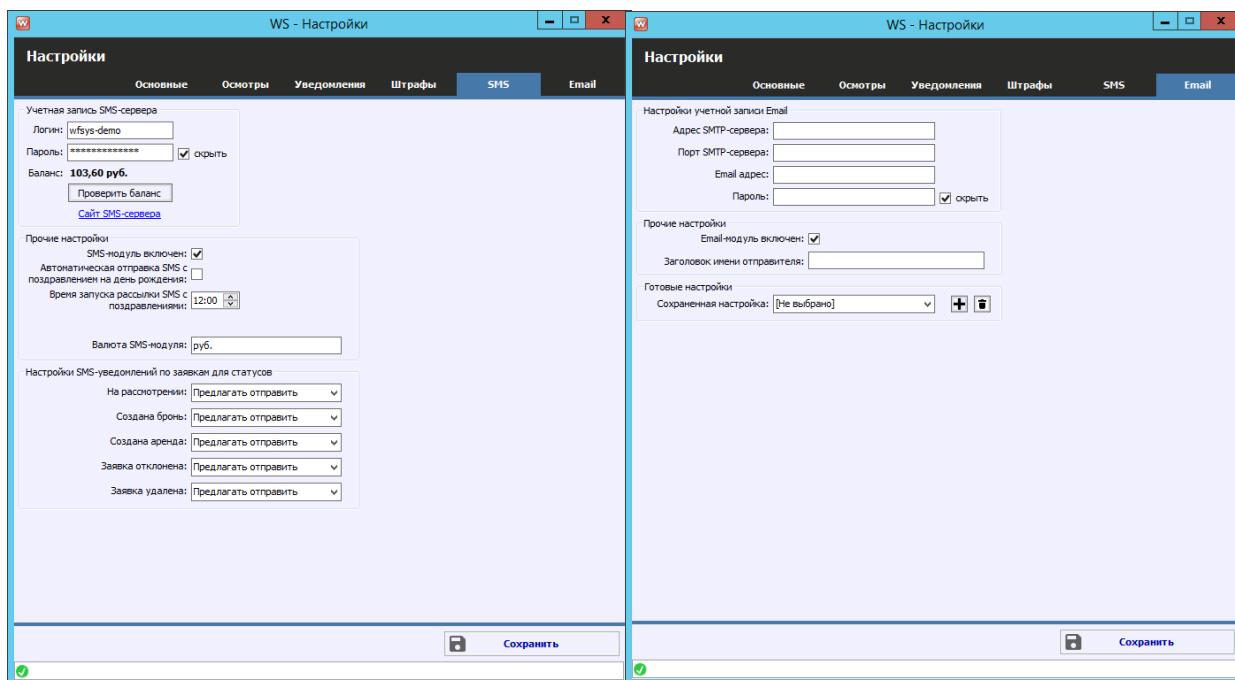 WS - Настройки
Настройки
Основные Осмотры Уведомления Штрафы SMS Email
Учетная запись SMS-сервера
Логин: wfsys-demo
Пароль: ************* скрыть
Баланс: 103,60 руб.
Проверить баланс
Сайт SMS-сервера
Прочие настройки
SMS-модуль включен:
Автоматическая отправка SMS с
поздравлением на день рождения:
Время запуска рассылки SMS с
поздравлениями: 12:00
Валюта SMS-модуля: руб.
Настройки SMS-уведомлений по заявкам для статусов
На рассмотрении: Предлагать отправить
Создана бронь: Предлагать отправить
Создана аренда: Предлагать отправить
Заявка отклонена: Предлагать отправить
Заявка удалена: Предлагать отправить
Сохранить
WS - Настройки
Настройки
Основные Осмотры Уведомления Штрафы SMS Email
Настройки учетной записи Email
Адрес SMTP-сервера:
Порт SMTP-сервера:
Email адрес:
Пароль: скрыть
Прочие настройки
Email-модуль включен:
Заголовок имени отправителя:
Готовые настройки
Сохраненная настройка: [Не выбрано]
Сохранить